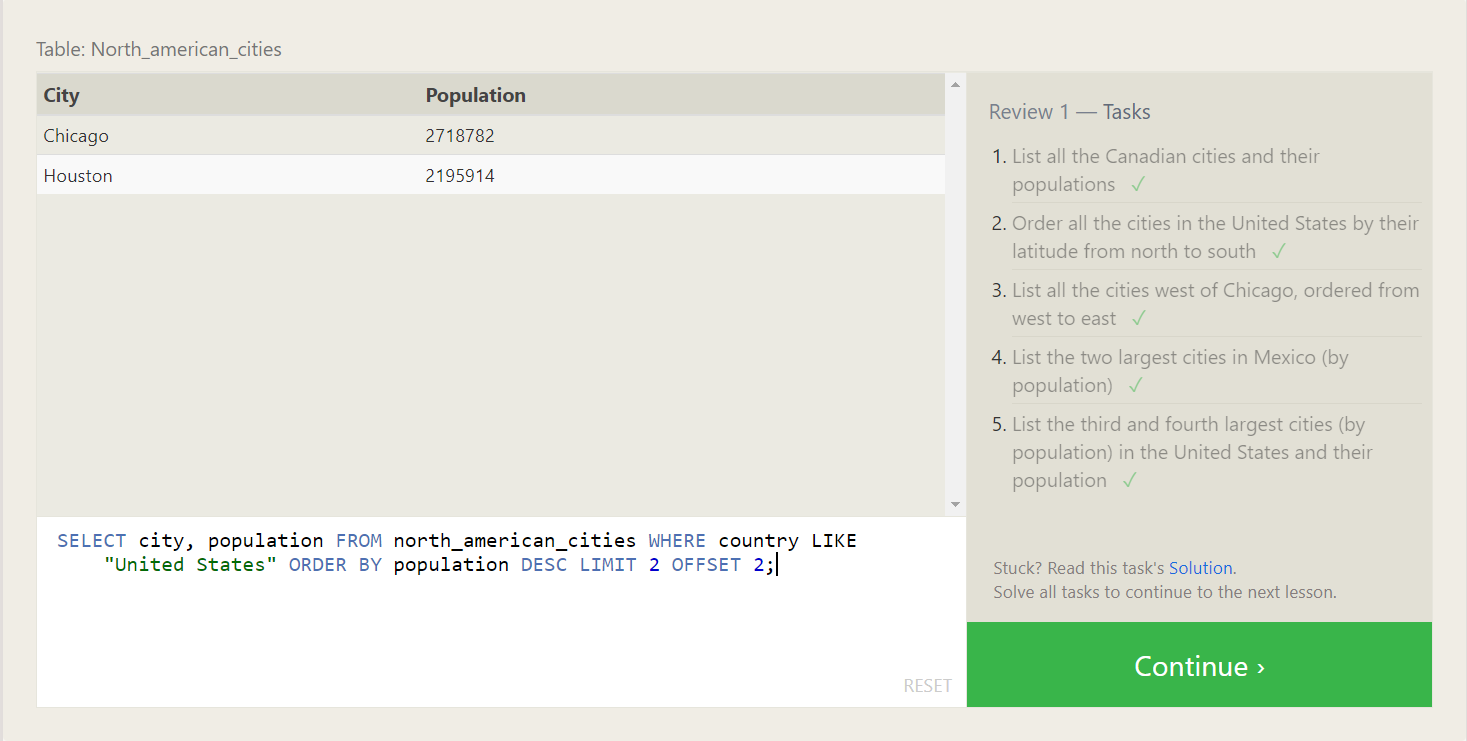 Table: North_american_cities
City Population
Chicago 2718782
Houston 2195914
SELECT city, population FROM north_american_cities WHERE country LIKE
"United States" ORDER BY population DESC LIMIT 2 OFFSET 2;
RESET
Review 1 — Tasks
1. List all the Canadian cities and their
populations ✓
2. Order all the cities in the United States by their
latitude from north to south ✓
3. List all the cities west of Chicago, ordered from
west to east ✓
4. List the two largest cities in Mexico (by
population) ✓
5. List the third and fourth largest cities (by
population) in the United States and their
population ✓
Stuck? Read this task's Solution.
Solve all tasks to continue to the next lesson.
Continue ›